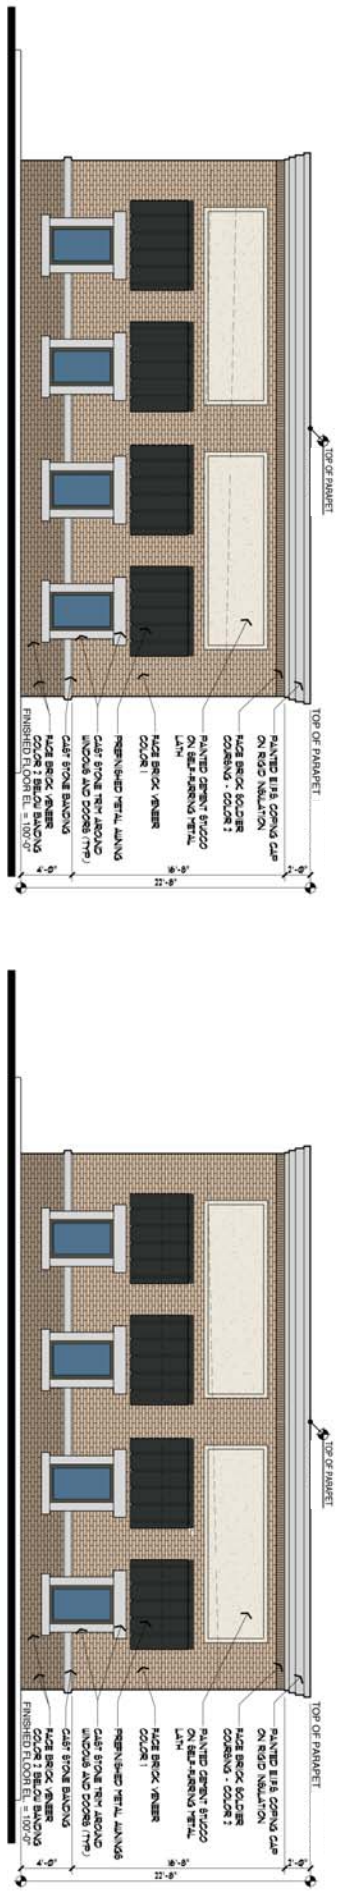 TOP OF PARAPET
TOP OF PARAPET
PAINTED E.I.F.S. COPING CAP
ON RIGID INSULATION
FACE BRICK SOLDIER
COURSING - COLOR 2
PAINTED CEMENT STUCCO
ON SELF-FURRING METAL
LATH
FACE BRICK VENEER
COLOR 1
PREFINISHED METAL AWNING
CAST STONE TRIM AROUND
WINDOWS AND DOORS (TYP.)
CAST STONE BANDING
FACE BRICK VENEER
COLOR 2 BELOW BANDING
FINISHED FLOOR EL = 100'-0"
2'-0"
16'-8"
4'-0"
22'-8"
TOP OF PARAPET
TOP OF PARAPET
PAINTED E.I.F.S. COPING CAP
ON RIGID INSULATION
FACE BRICK SOLDIER
COURSING - COLOR 2
PAINTED CEMENT STUCCO
ON SELF-FURRING METAL
LATH
FACE BRICK VENEER
COLOR 1
PREFINISHED METAL AWNINGS
CAST STONE TRIM AROUND
WINDOWS AND DOORS (TYP.)
CAST STONE BANDING
FACE BRICK VENEER
COLOR 2 BELOW BANDING
FINISHED FLOOR EL = 100'-0"
2'-0"
16'-8"
4'-0"
22'-8"